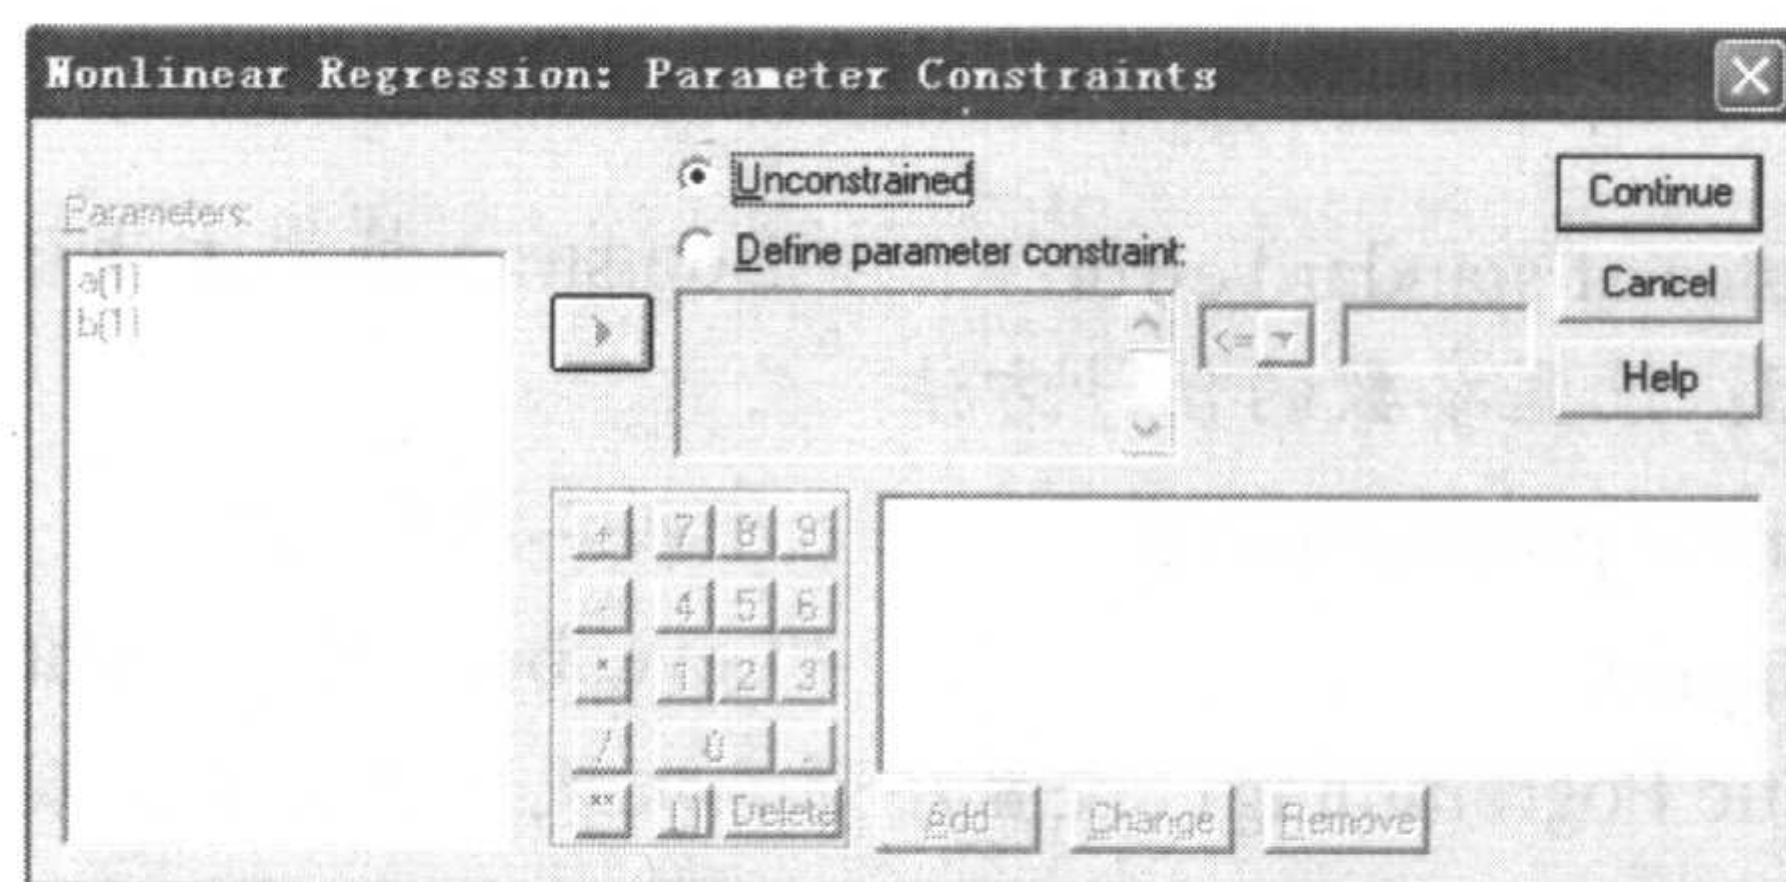 Nonlinear Regression: Parameter Constraints
Unconstrained
Parameters:
Define parameter constraint:
a(1)
b(1)
<=
Continue
Cancel
Help
+ 7 8 9
- 4 5 6
* 1 2 3
/ 0 .
** () Delete
Add Change Remove